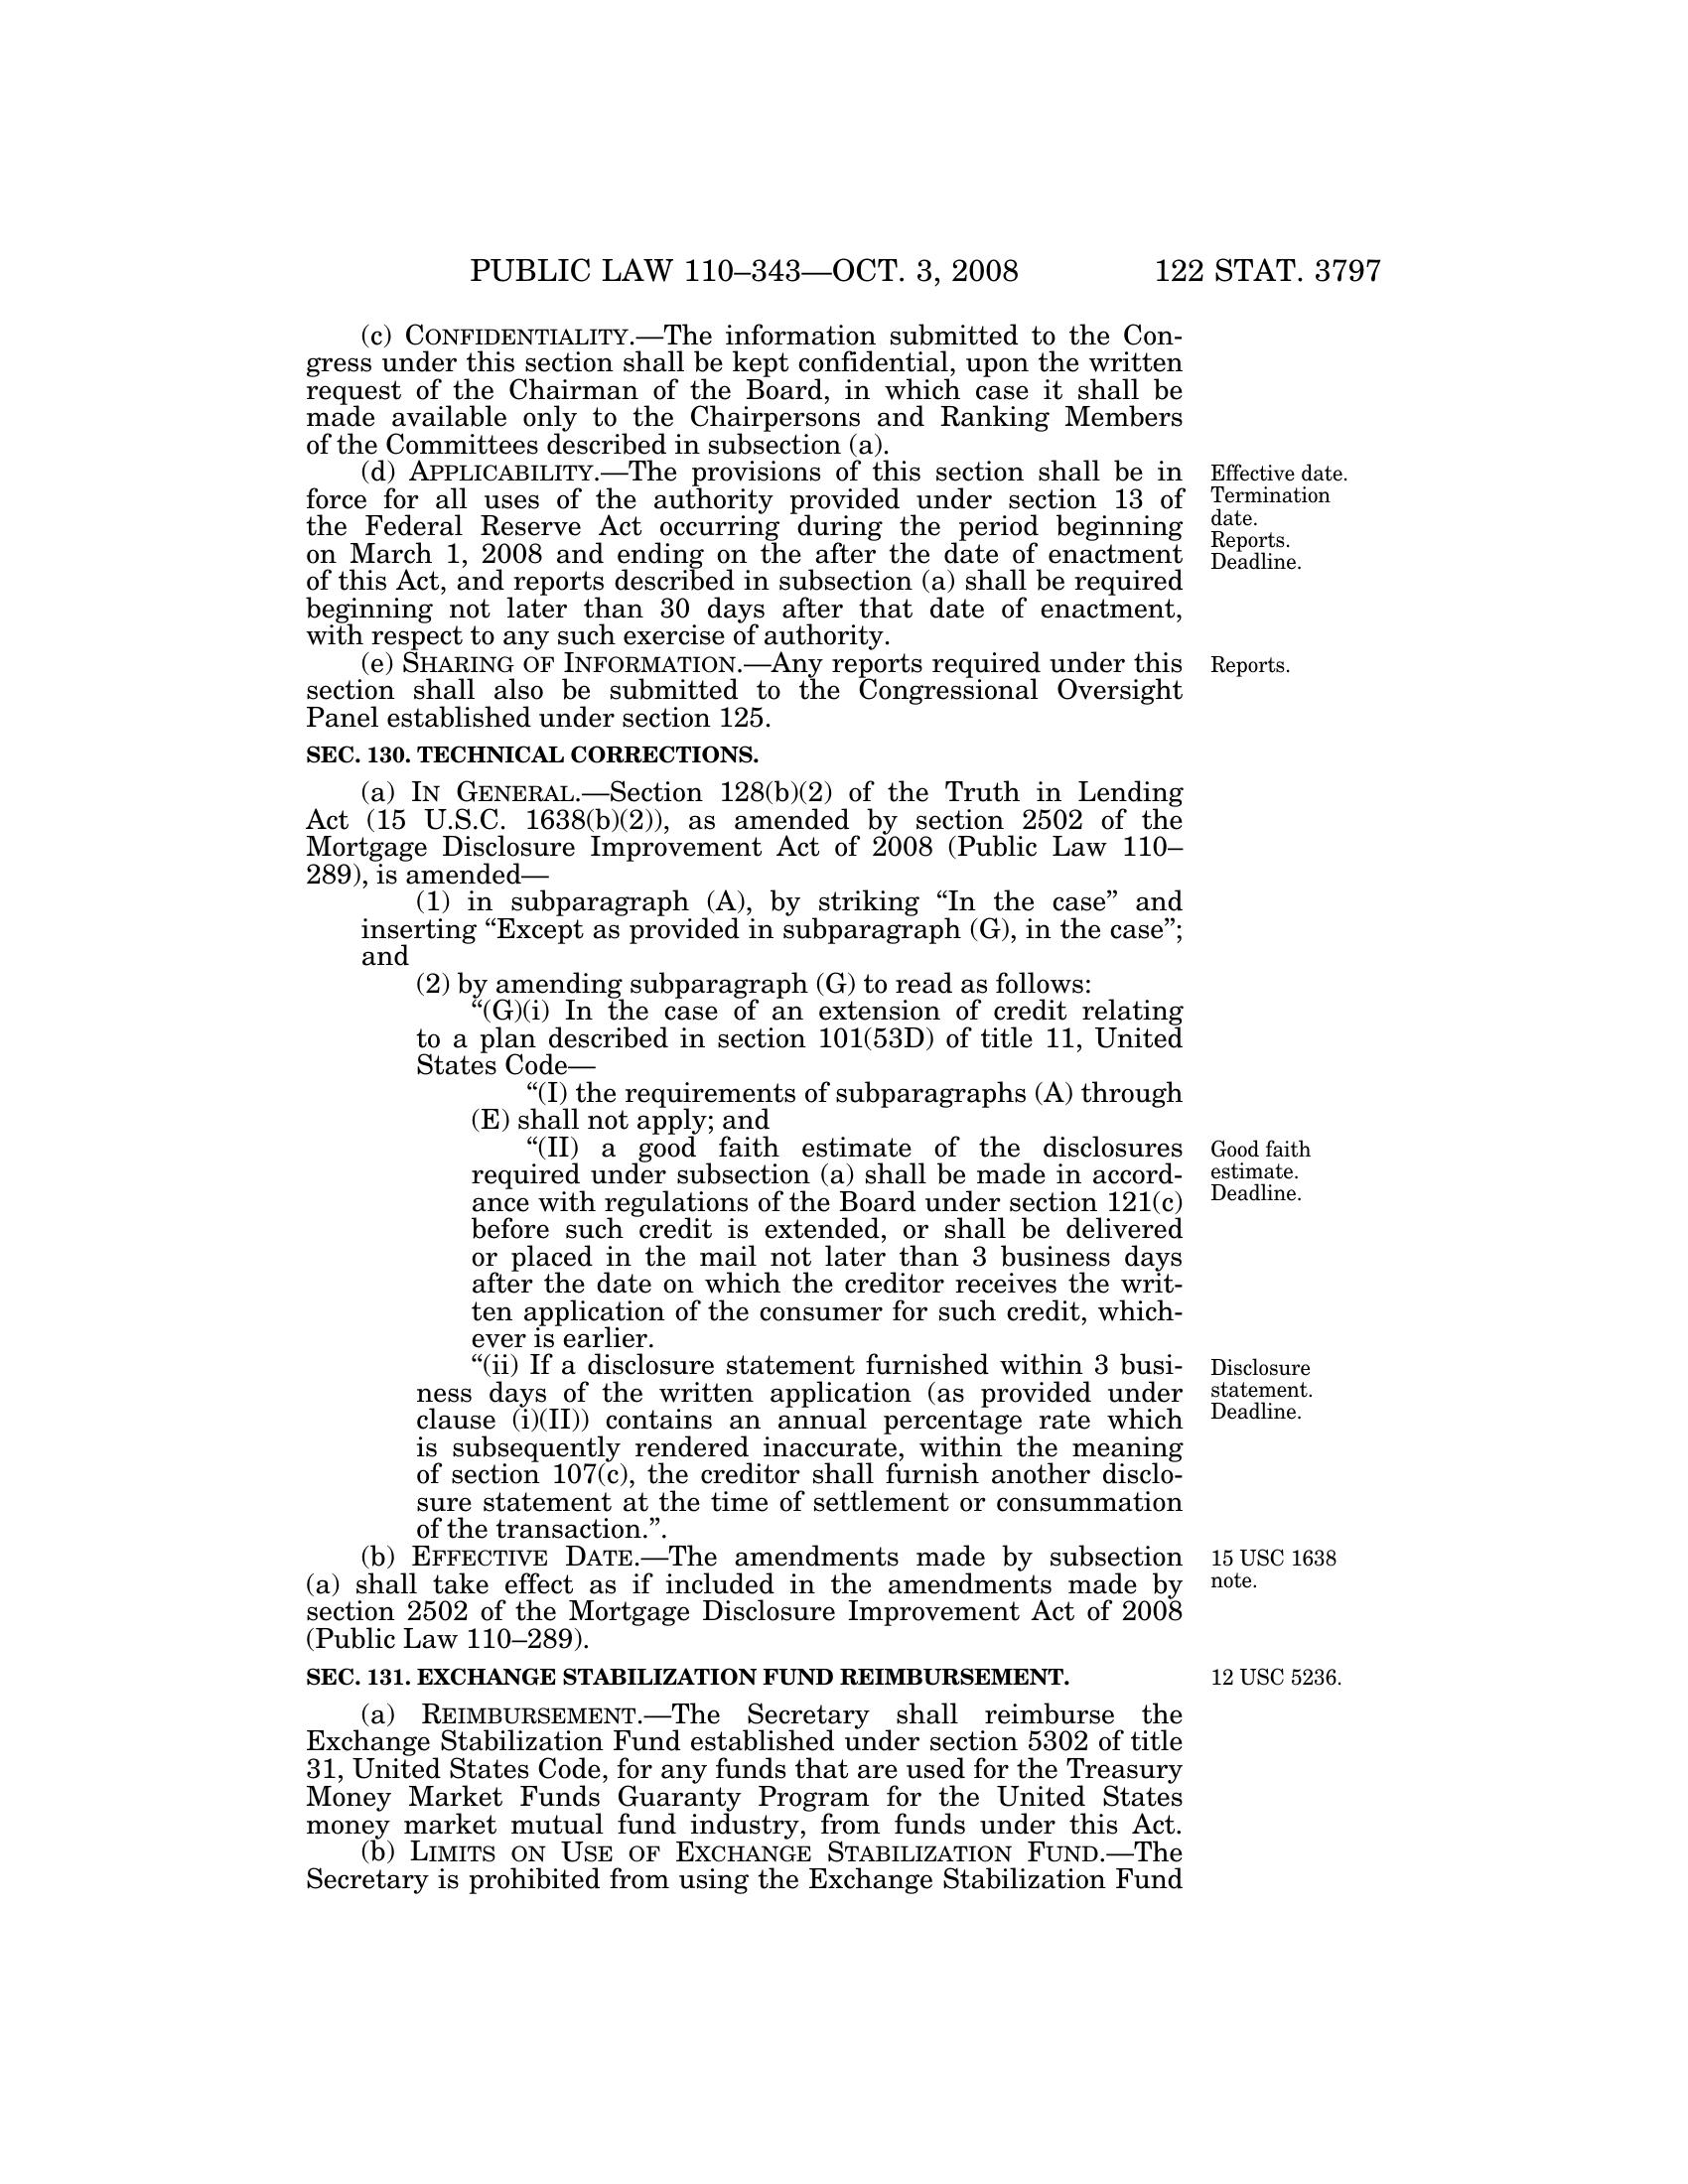 PUBLIC LAW 110–343—OCT. 3, 2008 122 STAT. 3797
(c) CONFIDENTIALITY.—The information submitted to the Con-
gress under this section shall be kept confidential, upon the written
request of the Chairman of the Board, in which case it shall be
made available only to the Chairpersons and Ranking Members
of the Committees described in subsection (a).
(d) APPLICABILITY.—The provisions of this section shall be in
force for all uses of the authority provided under section 13 of
the Federal Reserve Act occurring during the period beginning
on March 1, 2008 and ending on the after the date of enactment
of this Act, and reports described in subsection (a) shall be required
beginning not later than 30 days after that date of enactment,
with respect to any such exercise of authority.
Effective date.
Termination
date.
Reports.
Deadline.
(e) SHARING OF INFORMATION.—Any reports required under this
section shall also be submitted to the Congressional Oversight
Panel established under section 125.
Reports.
SEC. 130. TECHNICAL CORRECTIONS.
(a) IN GENERAL.—Section 128(b)(2) of the Truth in Lending
Act (15 U.S.C. 1638(b)(2)), as amended by section 2502 of the
Mortgage Disclosure Improvement Act of 2008 (Public Law 110–
289), is amended—
(1) in subparagraph (A), by striking “In the case” and
inserting “Except as provided in subparagraph (G), in the case”;
and
(2) by amending subparagraph (G) to read as follows:
“(G)(i) In the case of an extension of credit relating
to a plan described in section 101(53D) of title 11, United
States Code—
“(I) the requirements of subparagraphs (A) through
(E) shall not apply; and
“(II) a good faith estimate of the disclosures
required under subsection (a) shall be made in accord-
ance with regulations of the Board under section 121(c)
before such credit is extended, or shall be delivered
or placed in the mail not later than 3 business days
after the date on which the creditor receives the writ-
ten application of the consumer for such credit, which-
ever is earlier.
Good faith
estimate.
Deadline.
“(ii) If a disclosure statement furnished within 3 busi-
ness days of the written application (as provided under
clause (i)(II)) contains an annual percentage rate which
is subsequently rendered inaccurate, within the meaning
of section 107(c), the creditor shall furnish another disclo-
sure statement at the time of settlement or consummation
of the transaction.”.
Disclosure
statement.
Deadline.
(b) EFFECTIVE DATE.—The amendments made by subsection
(a) shall take effect as if included in the amendments made by
section 2502 of the Mortgage Disclosure Improvement Act of 2008
(Public Law 110–289).
15 USC 1638
note.
SEC. 131. EXCHANGE STABILIZATION FUND REIMBURSEMENT.
12 USC 5236.
(a) REIMBURSEMENT.—The Secretary shall reimburse the
Exchange Stabilization Fund established under section 5302 of title
31, United States Code, for any funds that are used for the Treasury
Money Market Funds Guaranty Program for the United States
money market mutual fund industry, from funds under this Act.
(b) LIMITS ON USE OF EXCHANGE STABILIZATION FUND.—The
Secretary is prohibited from using the Exchange Stabilization Fund